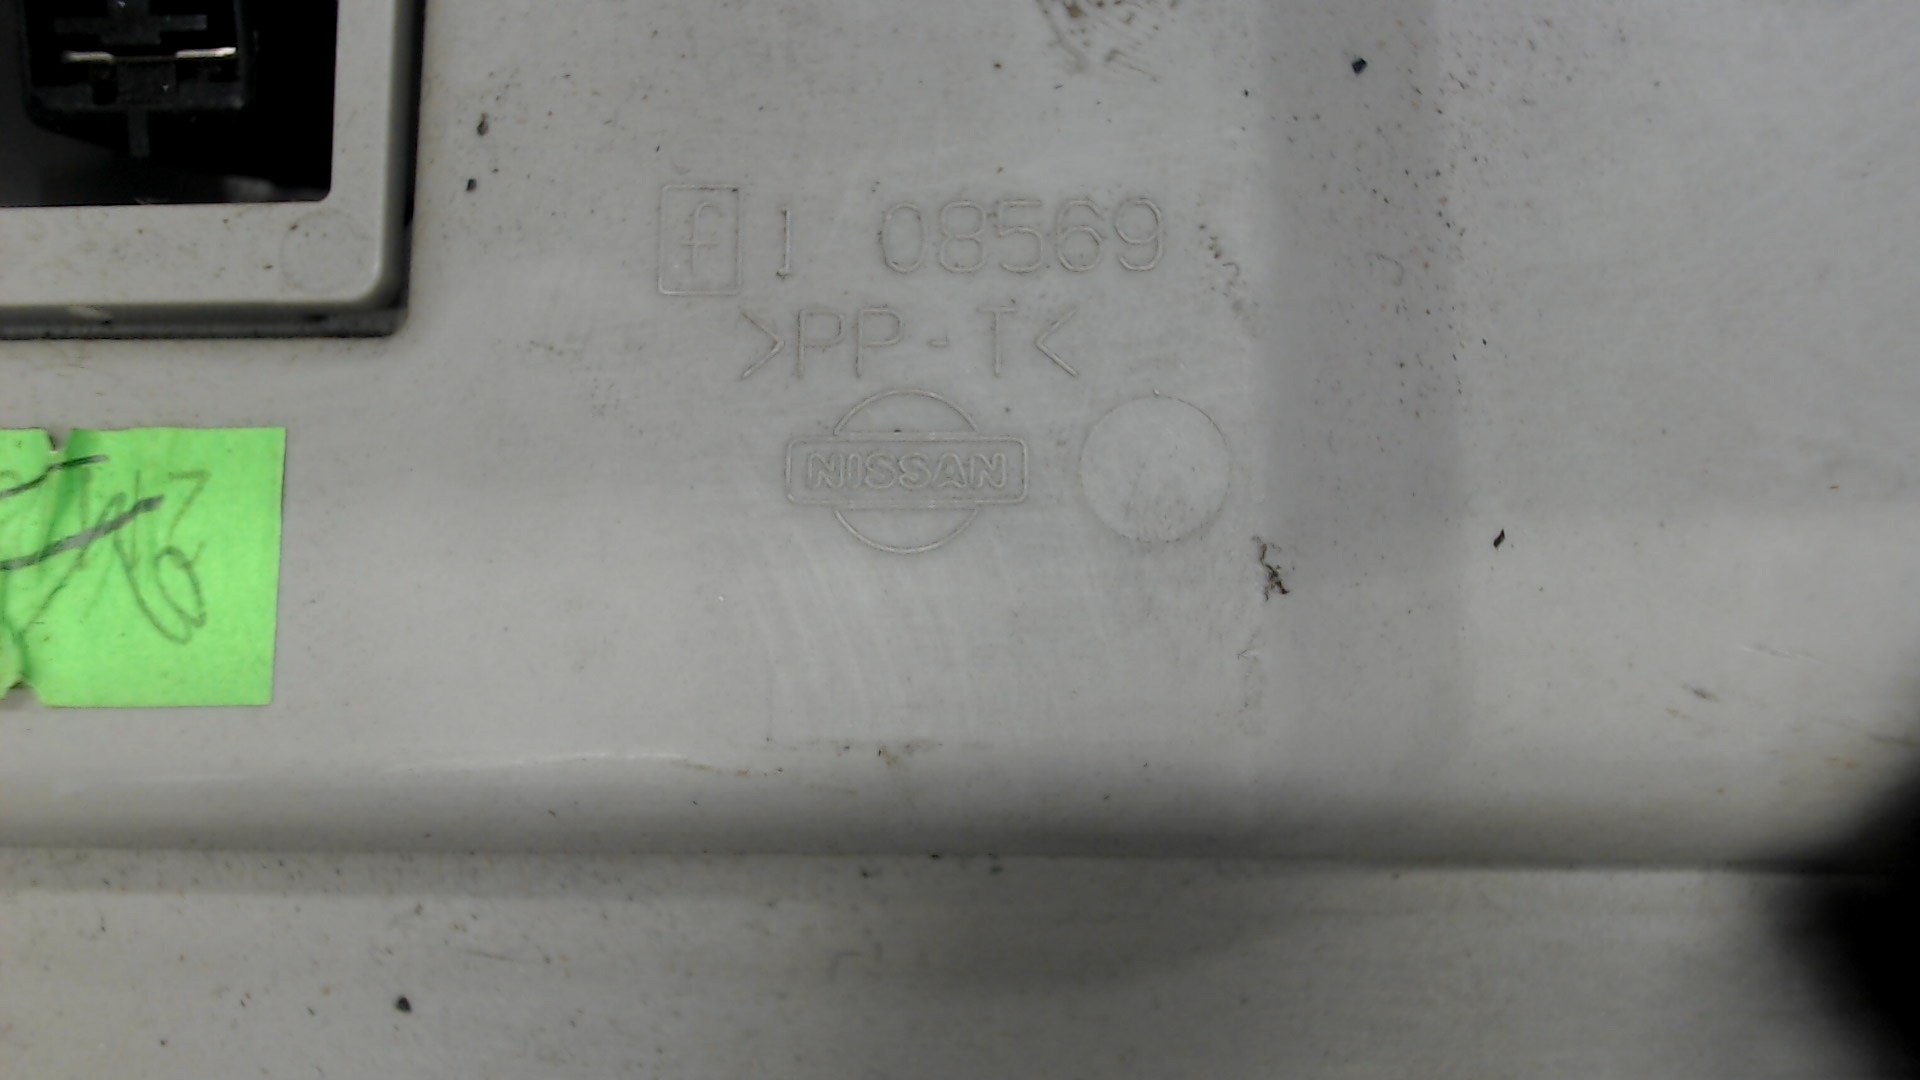 f 1 08569
>PP-T<
NISSAN